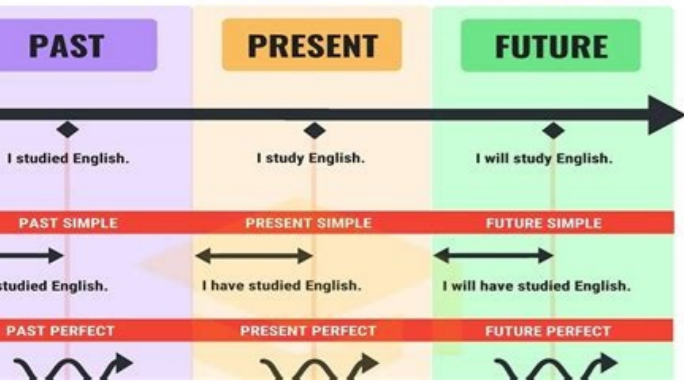 PAST PRESENT FUTURE
I studied English. I study English. I will study English.
PAST SIMPLE PRESENT SIMPLE FUTURE SIMPLE
studied English. I have studied English. I will have studied English.
PAST PERFECT PRESENT PERFECT FUTURE PERFECT